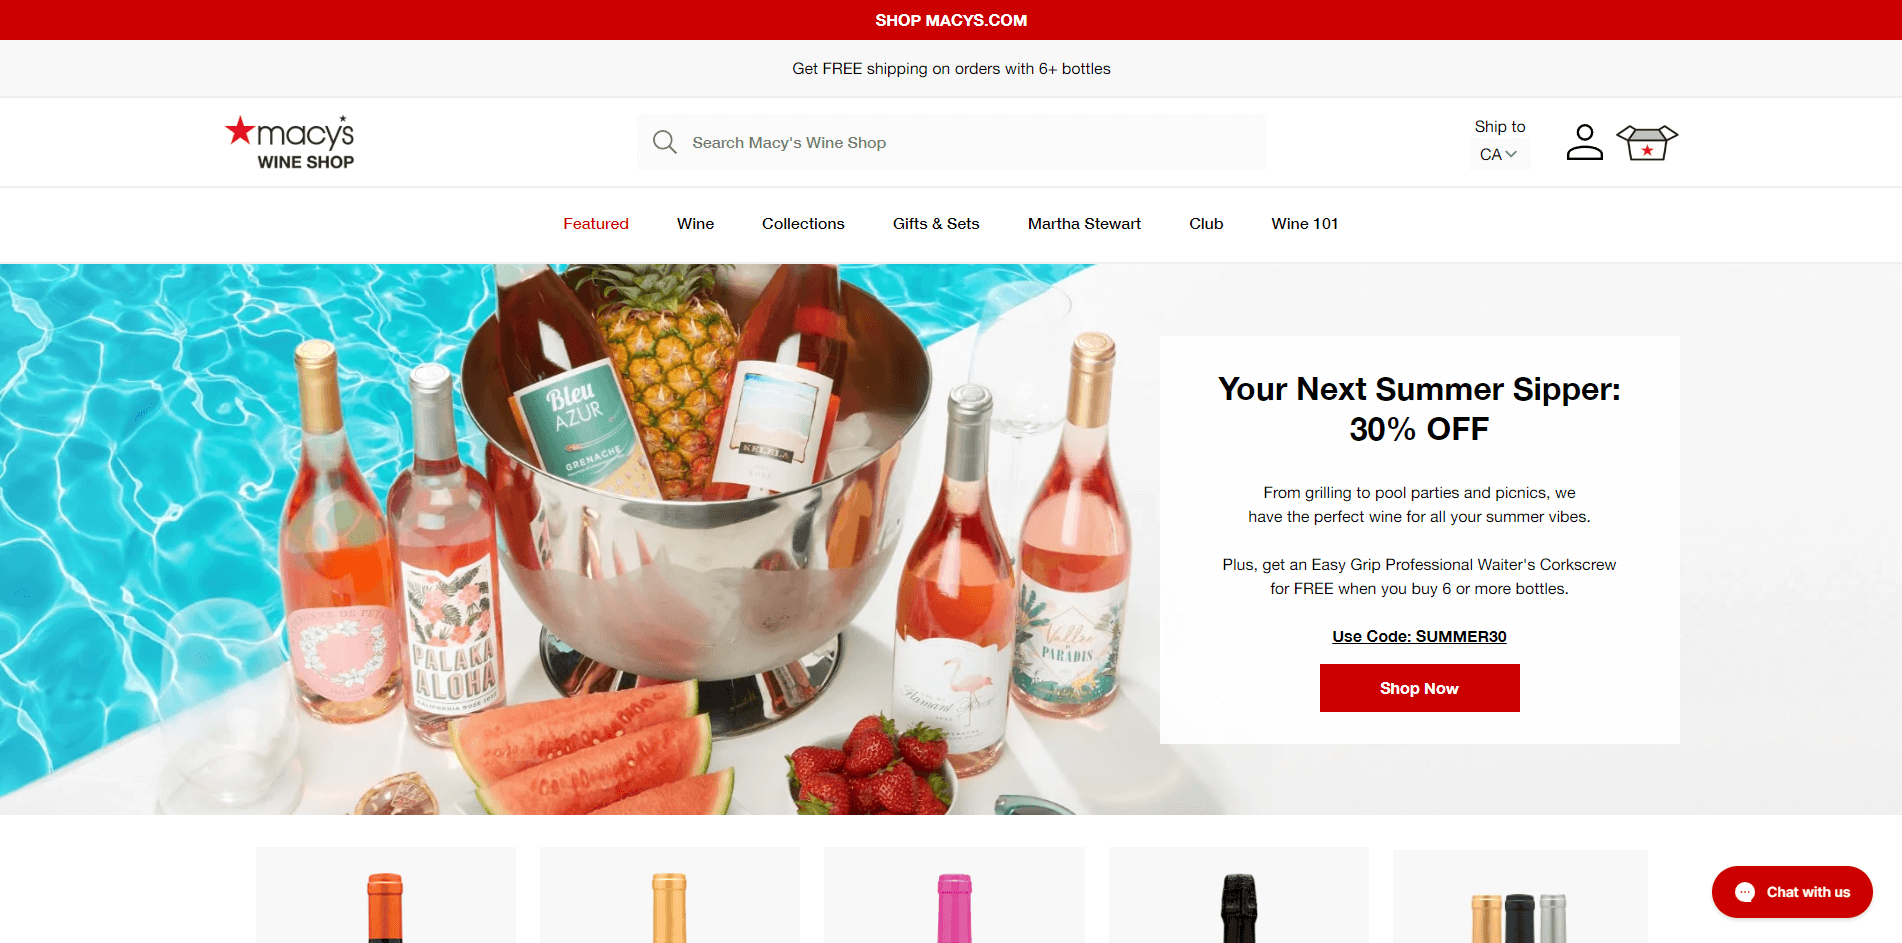 SHOP MACYS.COM
Get FREE shipping on orders with 6+ bottles
macy's
WINE SHOP
Search Macy's Wine Shop
Ship to
CA
Featured
Wine
Collections
Gifts & Sets
Martha Stewart
Club
Wine 101
Bleu
AZUR
GRENACHE
KELELA
ROSÉ
PALAKA
ALOHA
CALIFORNIA ROSÉ
Flamant
Vallée
PARADIS
Your Next Summer Sipper:
30% OFF
From grilling to pool parties and picnics, we
have the perfect wine for all your summer vibes.
Plus, get an Easy Grip Professional Waiter's Corkscrew
for FREE when you buy 6 or more bottles.
Use Code: SUMMER30
Shop Now
Chat with us